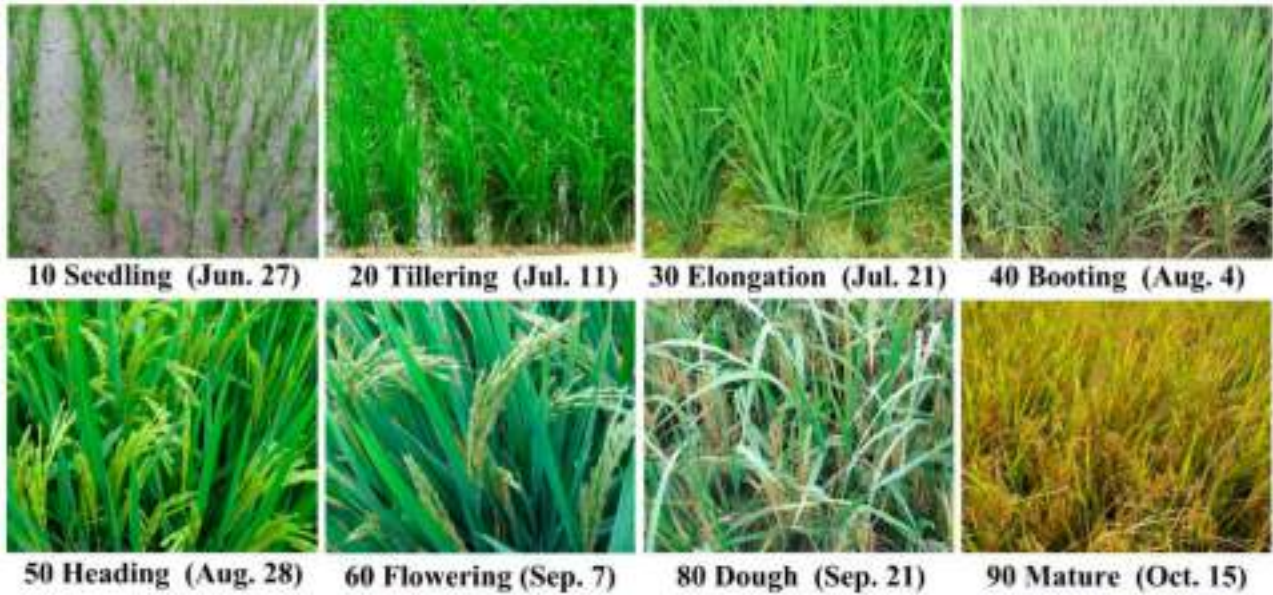 10 Seedling (Jun. 27)
20 Tillering (Jul. 11)
30 Elongation (Jul. 21)
40 Booting (Aug. 4)
50 Heading (Aug. 28)
60 Flowering (Sep. 7)
80 Dough (Sep. 21)
90 Mature (Oct. 15)